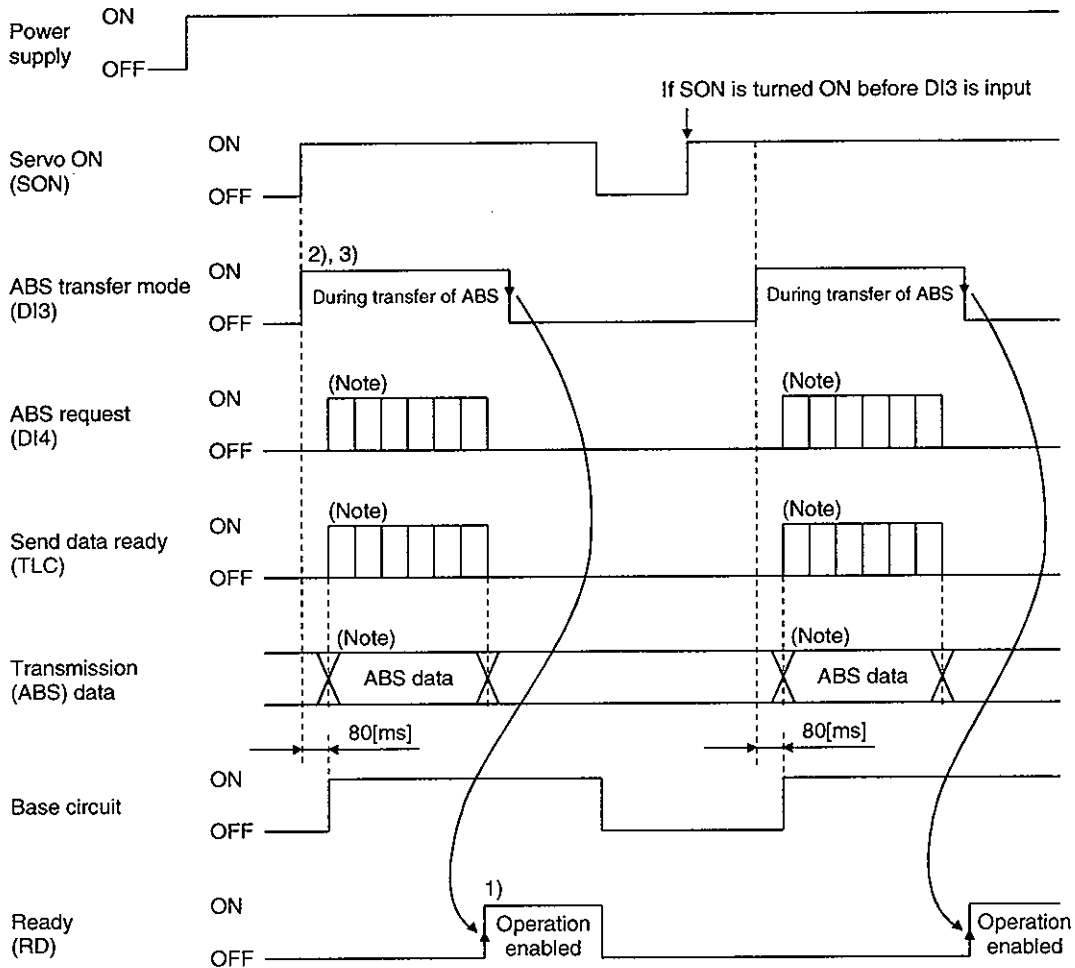 Power
supply
ON
OFF
If SON is turned ON before DI3 is input
Servo ON
(SON)
ON
OFF
ABS transfer mode
(DI3)
ON
OFF
2), 3)
During transfer of ABS
During transfer of ABS
ABS request
(DI4)
ON
OFF
(Note)
(Note)
Send data ready
(TLC)
ON
OFF
(Note)
(Note)
Transmission
(ABS) data
(Note)
ABS data
(Note)
ABS data
80[ms]
80[ms]
Base circuit
ON
OFF
Ready
(RD)
ON
OFF
1)
Operation
enabled
Operation
enabled